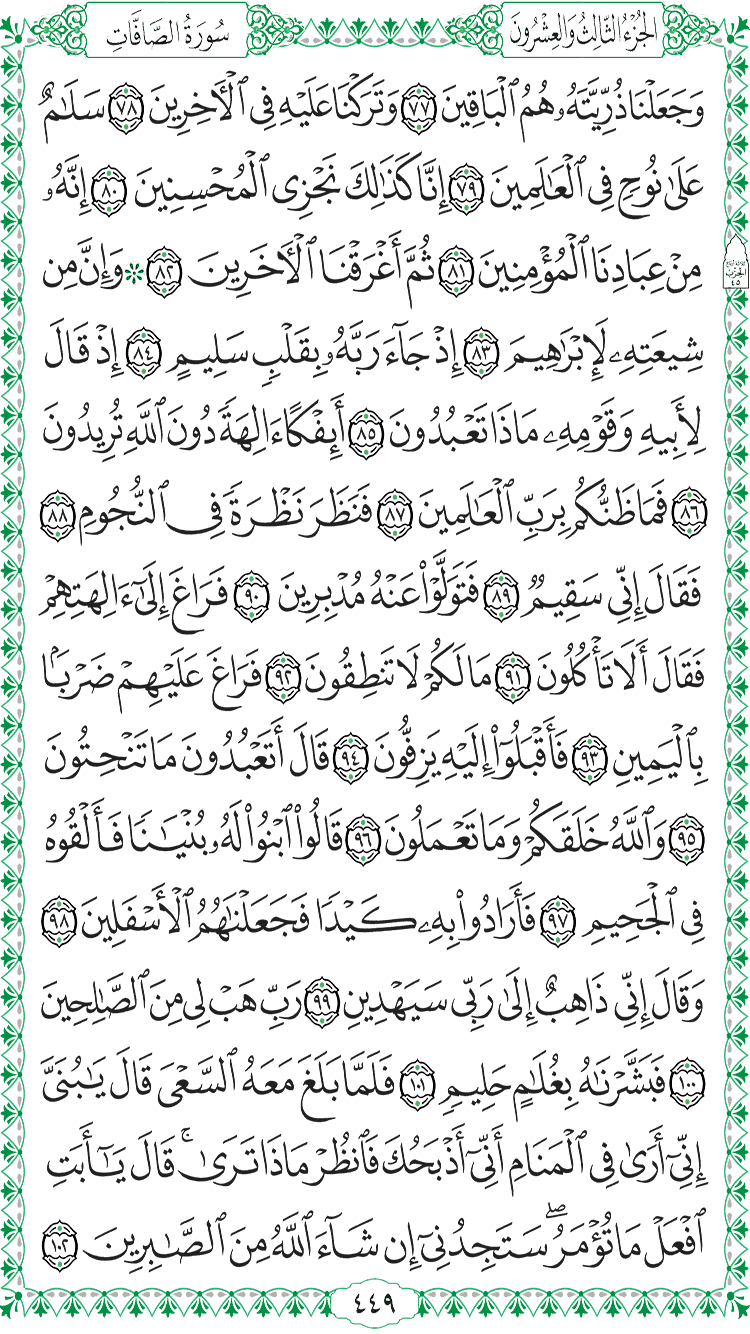 سُورَةُ الصَّافَّاتِ
الجُزْءُ الثَّالِثُ وَالعِشْرُونَ
وَجَعَلْنَا ذُرِّيَّتَهُۥ هُمُ ٱلْبَاقِينَ ٧٧ وَتَرَكْنَا عَلَيْهِ فِي ٱلْأٓخِرِينَ ٧٨ سَلَٰمٌ
عَلَىٰ نُوحٍ فِي ٱلْعَٰلَمِينَ ٧٩ إِنَّا كَذَٰلِكَ نَجْزِي ٱلْمُحْسِنِينَ ٨٠ إِنَّهُۥ
مِنْ عِبَادِنَا ٱلْمُؤْمِنِينَ ٨١ ثُمَّ أَغْرَقْنَا ٱلْأٓخَرِينَ ٨٢ ۞ وَإِنَّ مِن
شِيعَتِهِۦ لَإِبْرَٰهِيمَ ٨٣ إِذْ جَآءَ رَبَّهُۥ بِقَلْبٍ سَلِيمٍ ٨٤ إِذْ قَالَ
لِأَبِيهِ وَقَوْمِهِۦ مَاذَا تَعْبُدُونَ ٨٥ أَئِفْكًا ءَالِهَةً دُونَ ٱللَّهِ تُرِيدُونَ
٨٦ فَمَا ظَنُّكُم بِرَبِّ ٱلْعَٰلَمِينَ ٨٧ فَنَظَرَ نَظْرَةً فِي ٱلنُّجُومِ ٨٨
فَقَالَ إِنِّي سَقِيمٌ ٨٩ فَتَوَلَّوْا۟ عَنْهُ مُدْبِرِينَ ٩٠ فَرَاغَ إِلَىٰٓ ءَالِهَتِهِمْ
فَقَالَ أَلَا تَأْكُلُونَ ٩١ مَا لَكُمْ لَا تَنطِقُونَ ٩٢ فَرَاغَ عَلَيْهِمْ ضَرْبًۢا
بِٱلْيَمِينِ ٩٣ فَأَقْبَلُوٓا۟ إِلَيْهِ يَزِفُّونَ ٩٤ قَالَ أَتَعْبُدُونَ مَا تَنْحِتُونَ
٩٥ وَٱللَّهُ خَلَقَكُمْ وَمَا تَعْمَلُونَ ٩٦ قَالُوا۟ ٱبْنُوا۟ لَهُۥ بُنْيَٰنًا فَأَلْقُوهُ
فِي ٱلْجَحِيمِ ٩٧ فَأَرَادُوا۟ بِهِۦ كَيْدًا فَجَعَلْنَٰهُمُ ٱلْأَسْفَلِينَ ٩٨
وَقَالَ إِنِّي ذَاهِبٌ إِلَىٰ رَبِّي سَيَهْدِينِ ٩٩ رَبِّ هَبْ لِي مِنَ ٱلصَّٰلِحِينَ
١٠٠ فَبَشَّرْنَٰهُ بِغُلَٰمٍ حَلِيمٍ ١٠١ فَلَمَّا بَلَغَ مَعَهُ ٱلسَّعْيَ قَالَ يَٰبُنَيَّ
إِنِّيٓ أَرَىٰ فِي ٱلْمَنَامِ أَنِّيٓ أَذْبَحُكَ فَٱنظُرْ مَاذَا تَرَىٰ ۚ قَالَ يَٰٓأَبَتِ
ٱفْعَلْ مَا تُؤْمَرُ ۖ سَتَجِدُنِيٓ إِن شَآءَ ٱللَّهُ مِنَ ٱلصَّٰبِرِينَ ١٠٢
الحِزْب
٤٥
٤٤٩